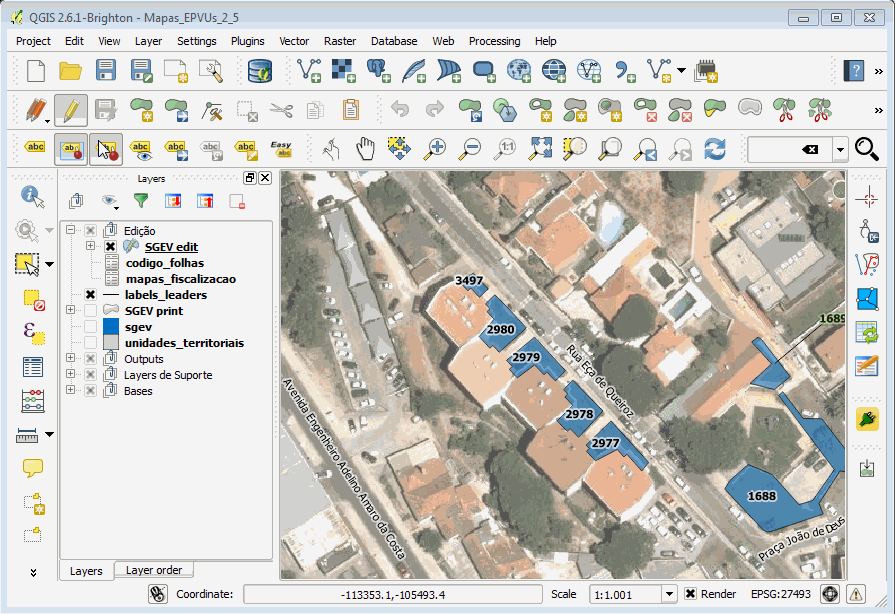 QGIS 2.6.1-Brighton - Mapas_EPVUs_2_5
Project Edit View Layer Settings Plugins Vector Raster Database Web Processing Help
abc abc abc abc abc abc abc Easy abc
1:1
Layers
Edição
SGEV edit
codigo_folhas
mapas_fiscalizacao
labels_leaders
SGEV print
sgev
unidades_territoriais
Outputs
Layers de Suporte
Bases
3497
2980
2979
2978
2977
1689
1688
Rua Eça de Queiroz
Avenida Engenheiro Adelino Amaro da Costa
Praça João de Deus
Layers Layer order
Coordinate: -113353.1,-105493.4 Scale 1:1.001 Render EPSG:27493